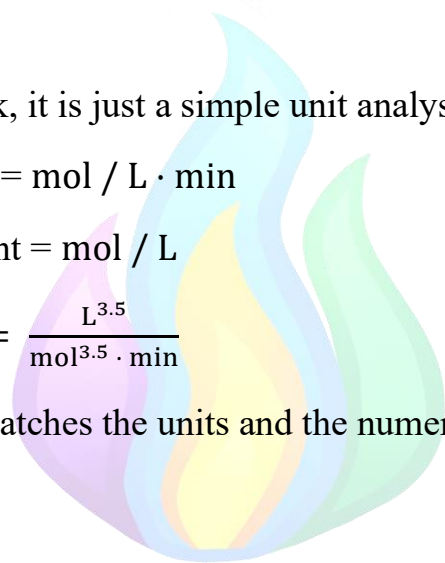 , it is just a simple unit analys
= mol / L · min
nt = mol / L
= L^3.5 / mol^3.5 · min
atches the units and the numer